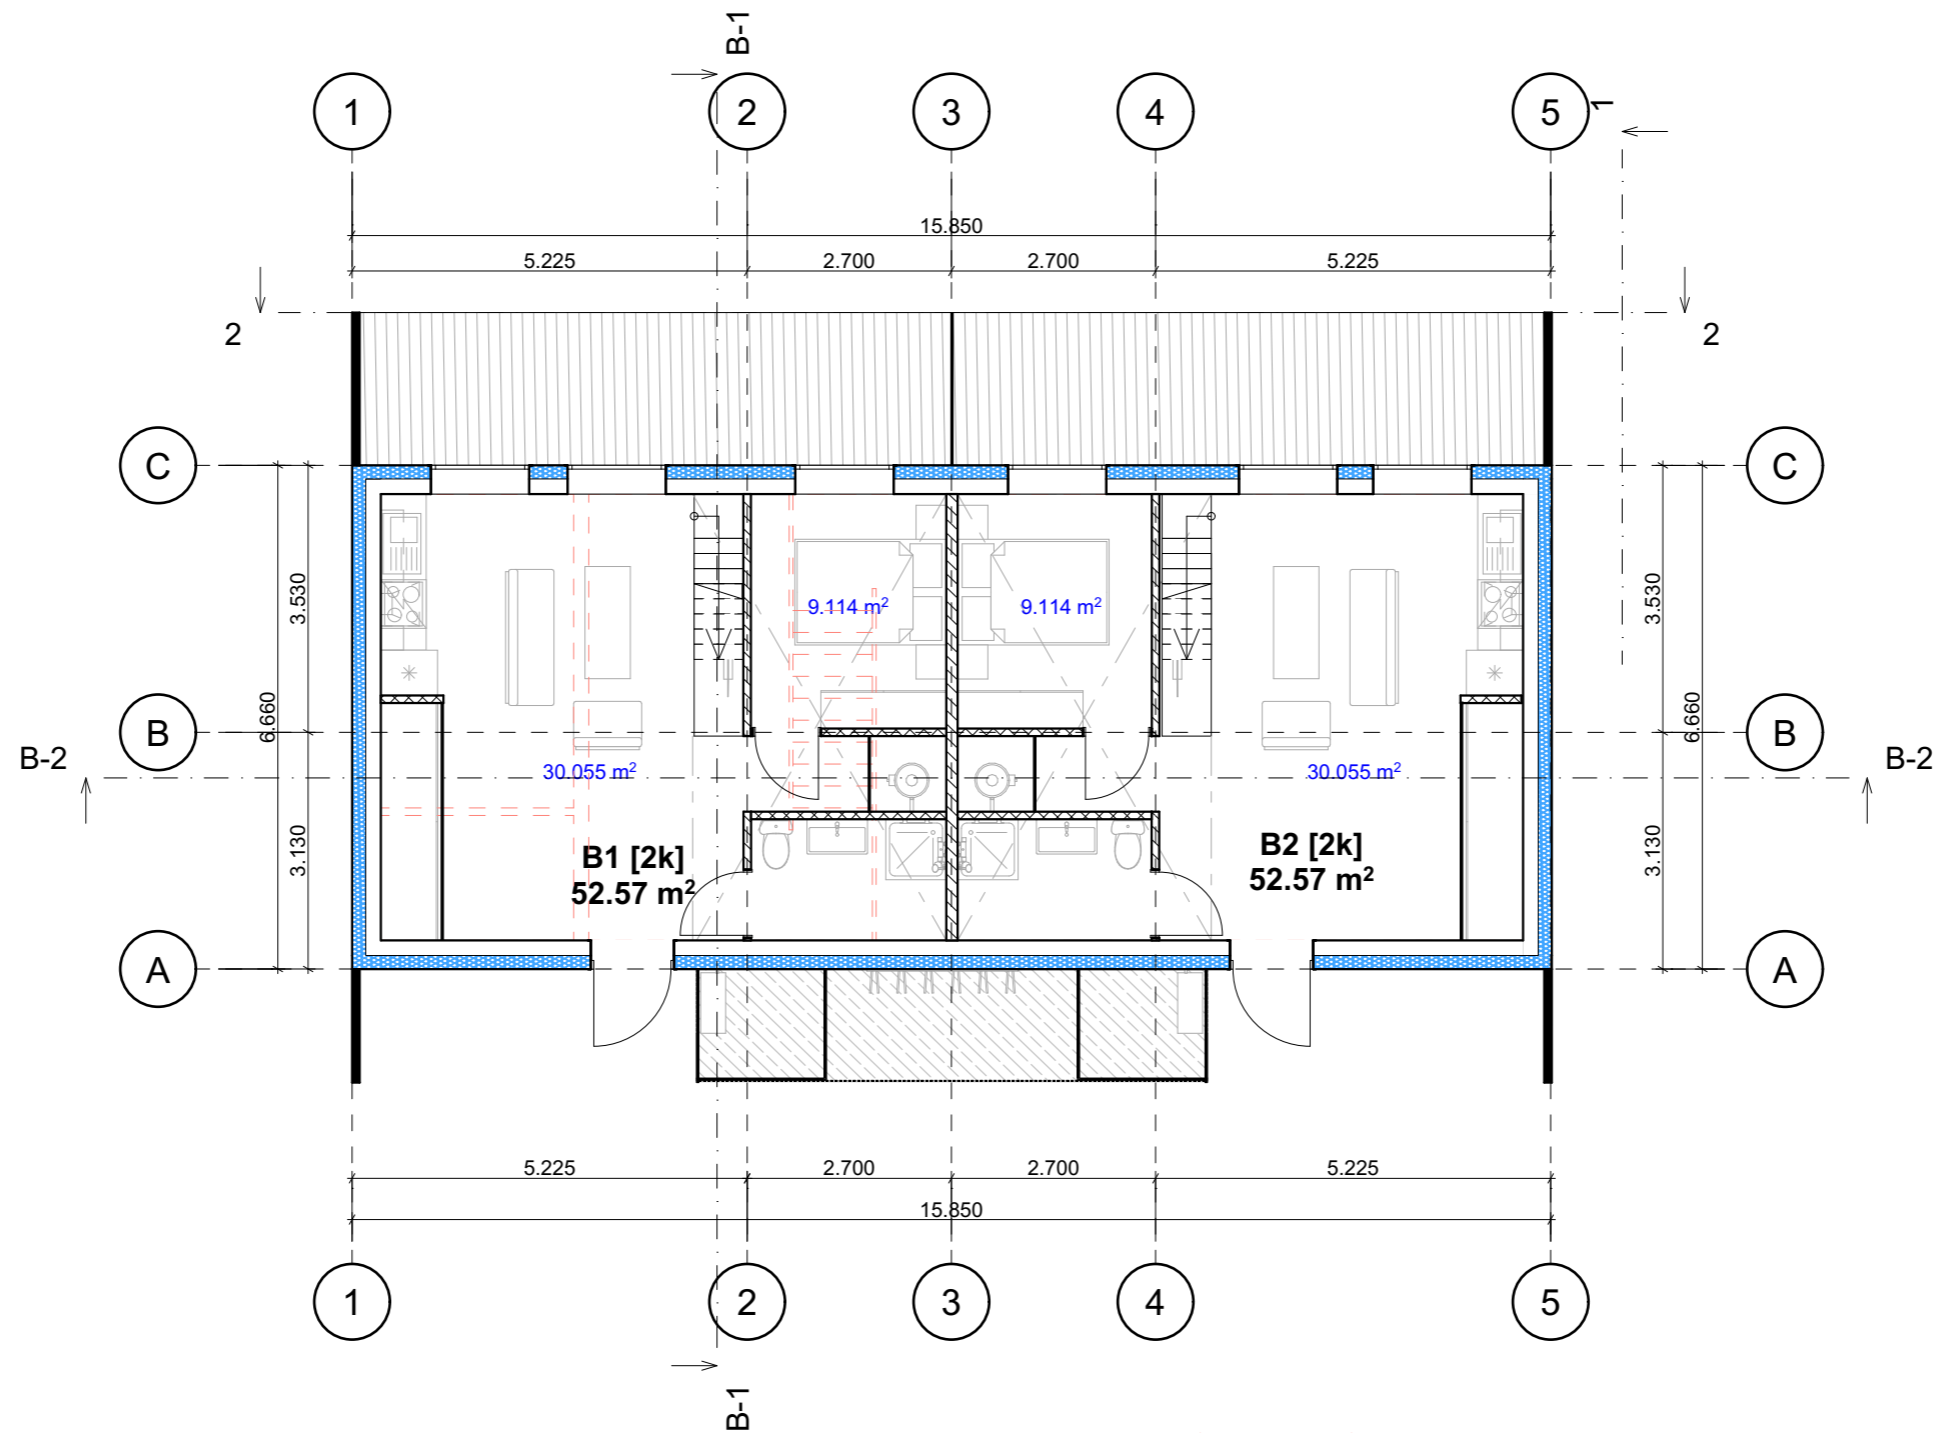 B-1
1 2 3 4 5 1
15.850
5.225 2.700 2.700 5.225
2 2
C C
3.530 3.530
9.114 m² 9.114 m²
6.660 6.660
B B
B-2 B-2
30.055 m² 30.055 m²
3.130 3.130
B1 [2k] B2 [2k]
52.57 m² 52.57 m²
A A
5.225 2.700 2.700 5.225
15.850
1 2 3 4 5
B-1